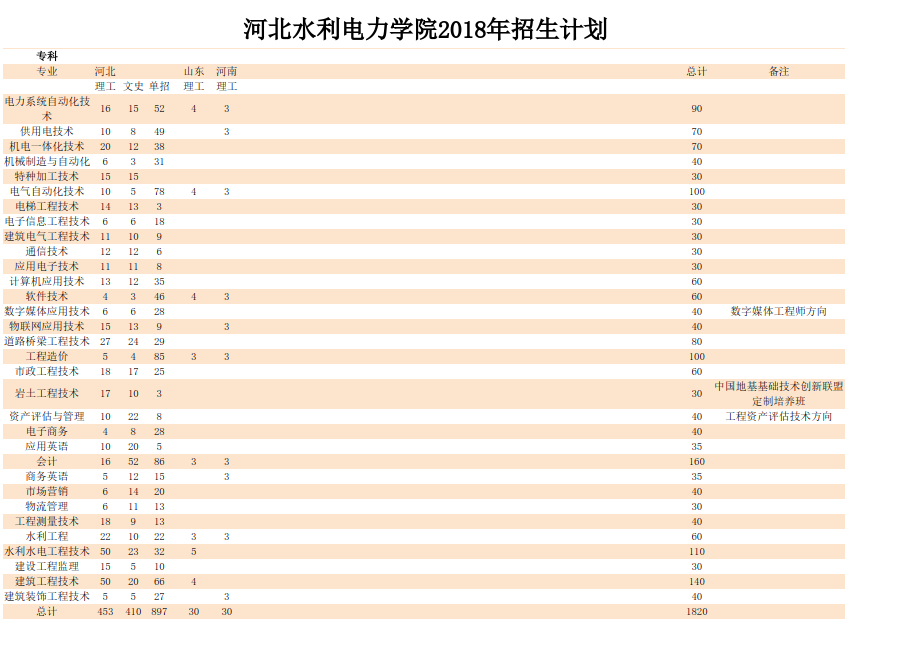 河北水利电力学院2018年招生计划
专科
专业 河北 山东 河南 总计 备注
理工 文史 单招 理工 理工
电力系统自动化技
术 16 15 52 4 3 90
供用电技术 10 8 49 3 70
机电一体化技术 20 12 38 70
机械制造与自动化 6 3 31 40
特种加工技术 15 15 30
电气自动化技术 10 5 78 4 3 100
电梯工程技术 14 13 3 30
电子信息工程技术 6 6 18 30
建筑电气工程技术 11 10 9 30
通信技术 12 12 6 30
应用电子技术 11 11 8 30
计算机应用技术 13 12 35 60
软件技术 4 3 46 4 3 60
数字媒体应用技术 6 6 28 40 数字媒体工程师方向
物联网应用技术 15 13 9 3 40
道路桥梁工程技术 27 24 29 80
工程造价 5 4 85 3 3 100
市政工程技术 18 17 25 60
岩土工程技术 17 10 3 30 中国地基基础技术创新联盟
定制培养班
资产评估与管理 10 22 8 40 工程资产评估技术方向
电子商务 4 8 28 40
应用英语 10 20 5 35
会计 16 52 86 3 3 160
商务英语 5 12 15 3 35
市场营销 6 14 20 40
物流管理 6 11 13 30
工程测量技术 18 9 13 40
水利工程 22 10 22 3 3 60
水利水电工程技术 50 23 32 5 110
建设工程监理 15 5 10 30
建筑工程技术 50 20 66 4 140
建筑装饰工程技术 5 5 27 3 40
总计 453 410 897 30 30 1820